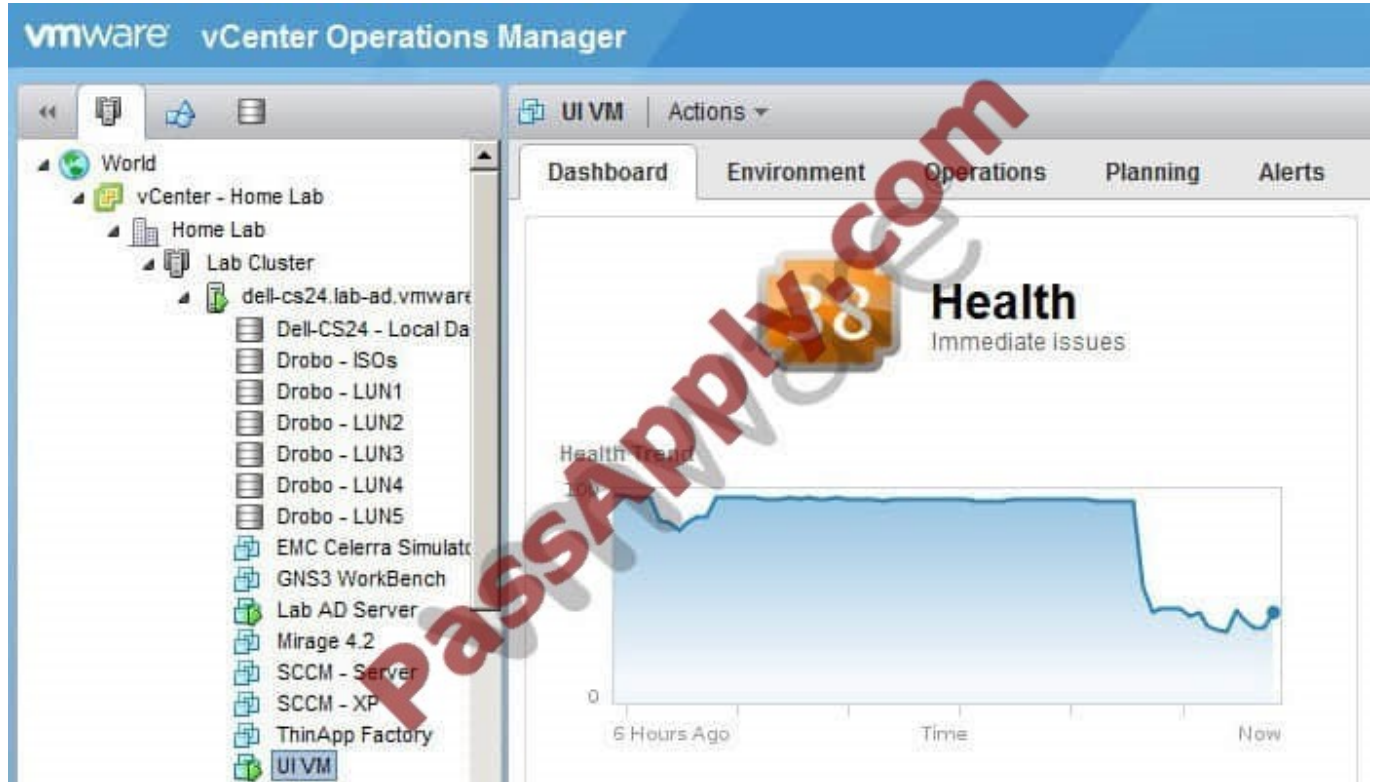 vmware vCenter Operations Manager
UI VM Actions
Dashboard Environment Operations Planning Alerts
World
vCenter - Home Lab
Home Lab
Lab Cluster
dell-cs24.lab-ad.vmware
Dell-CS24 - Local Da
Drobo - ISOs
Drobo - LUN1
Drobo - LUN2
Drobo - LUN3
Drobo - LUN4
Drobo - LUN5
EMC Celerra Simulato
GNS3 WorkBench
Lab AD Server
Mirage 4.2
SCCM - Server
SCCM - XP
ThinApp Factory
UI VM
38
Health
Immediate issues
Health Trend
100
0
6 Hours Ago Time Now
PassApply.com